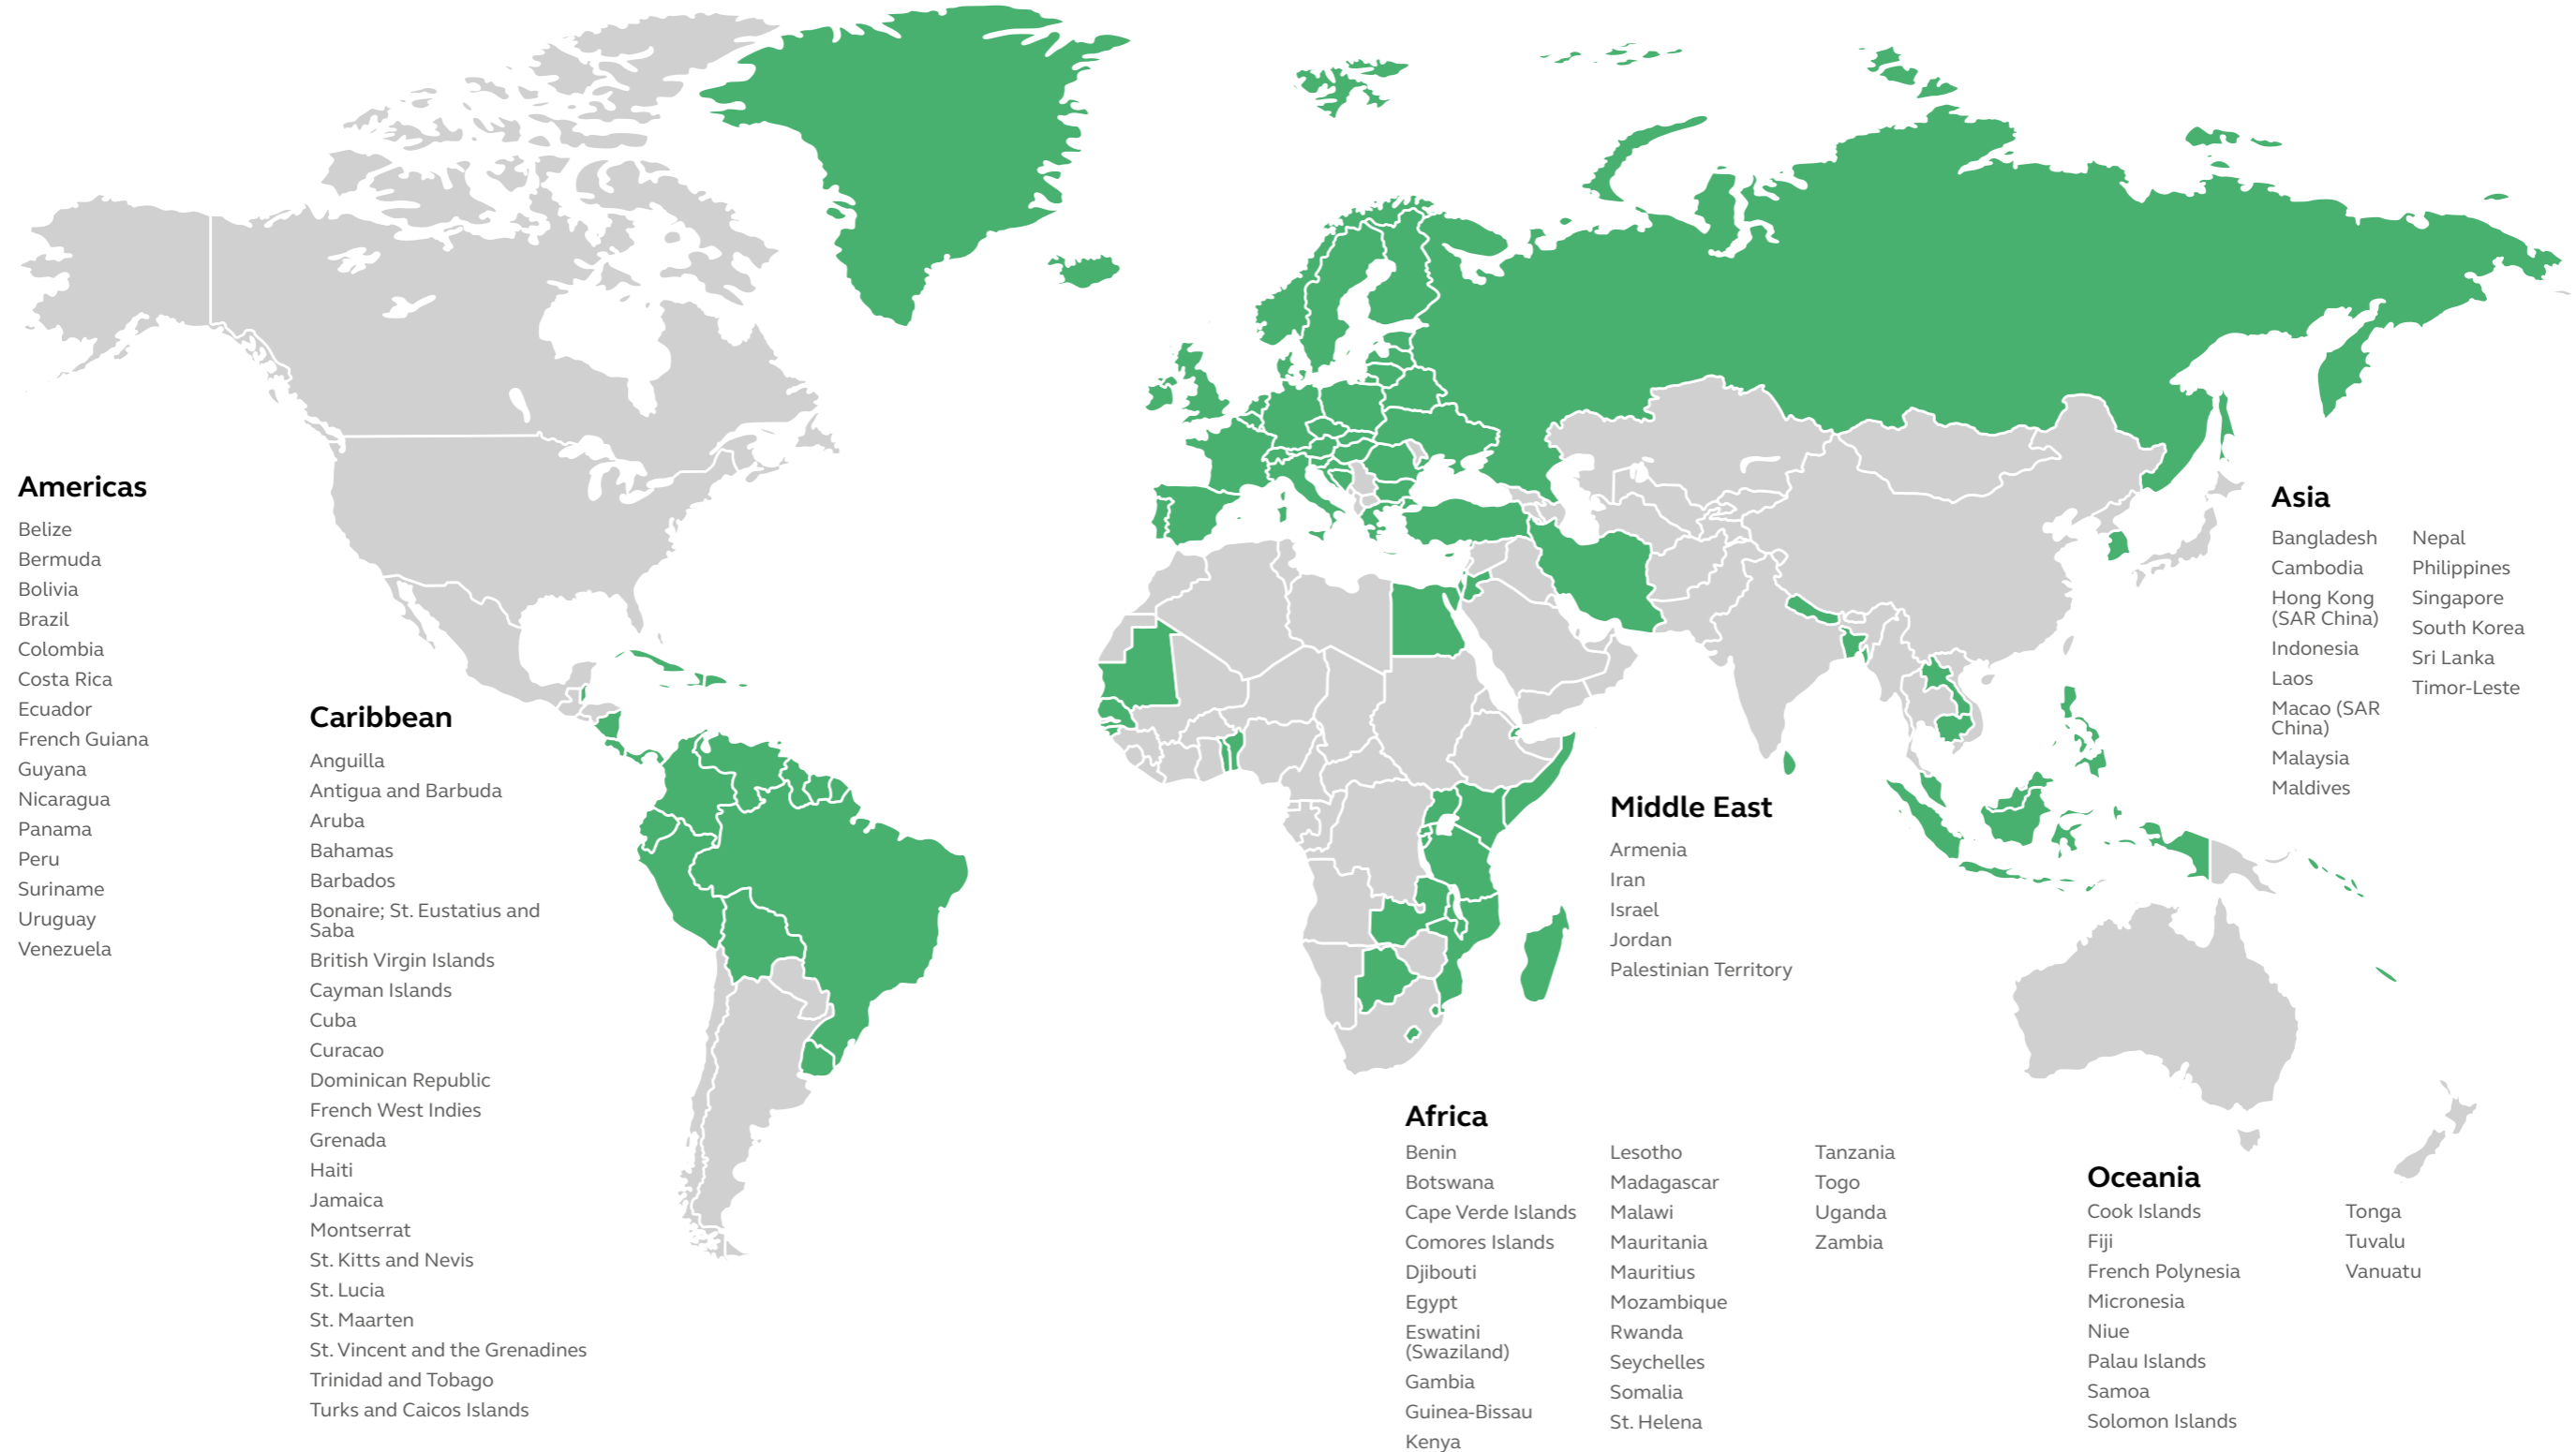 Americas
Belize
Bermuda
Bolivia
Brazil
Colombia
Costa Rica
Ecuador
French Guiana
Guyana
Nicaragua
Panama
Peru
Suriname
Uruguay
Venezuela
Caribbean
Anguilla
Antigua and Barbuda
Aruba
Bahamas
Barbados
Bonaire; St. Eustatius and
Saba
British Virgin Islands
Cayman Islands
Cuba
Curacao
Dominican Republic
French West Indies
Grenada
Haiti
Jamaica
Montserrat
St. Kitts and Nevis
St. Lucia
St. Maarten
St. Vincent and the Grenadines
Trinidad and Tobago
Turks and Caicos Islands
Middle East
Armenia
Iran
Israel
Jordan
Palestinian Territory
Africa
Benin
Botswana
Cape Verde Islands
Comores Islands
Djibouti
Egypt
Eswatini
(Swaziland)
Gambia
Guinea-Bissau
Kenya
Lesotho
Madagascar
Malawi
Mauritania
Mauritius
Mozambique
Rwanda
Seychelles
Somalia
St. Helena
Tanzania
Togo
Uganda
Zambia
Asia
Bangladesh
Cambodia
Hong Kong
(SAR China)
Indonesia
Laos
Macao (SAR
China)
Malaysia
Maldives
Nepal
Philippines
Singapore
South Korea
Sri Lanka
Timor-Leste
Oceania
Cook Islands
Fiji
French Polynesia
Micronesia
Niue
Palau Islands
Samoa
Solomon Islands
Tonga
Tuvalu
Vanuatu